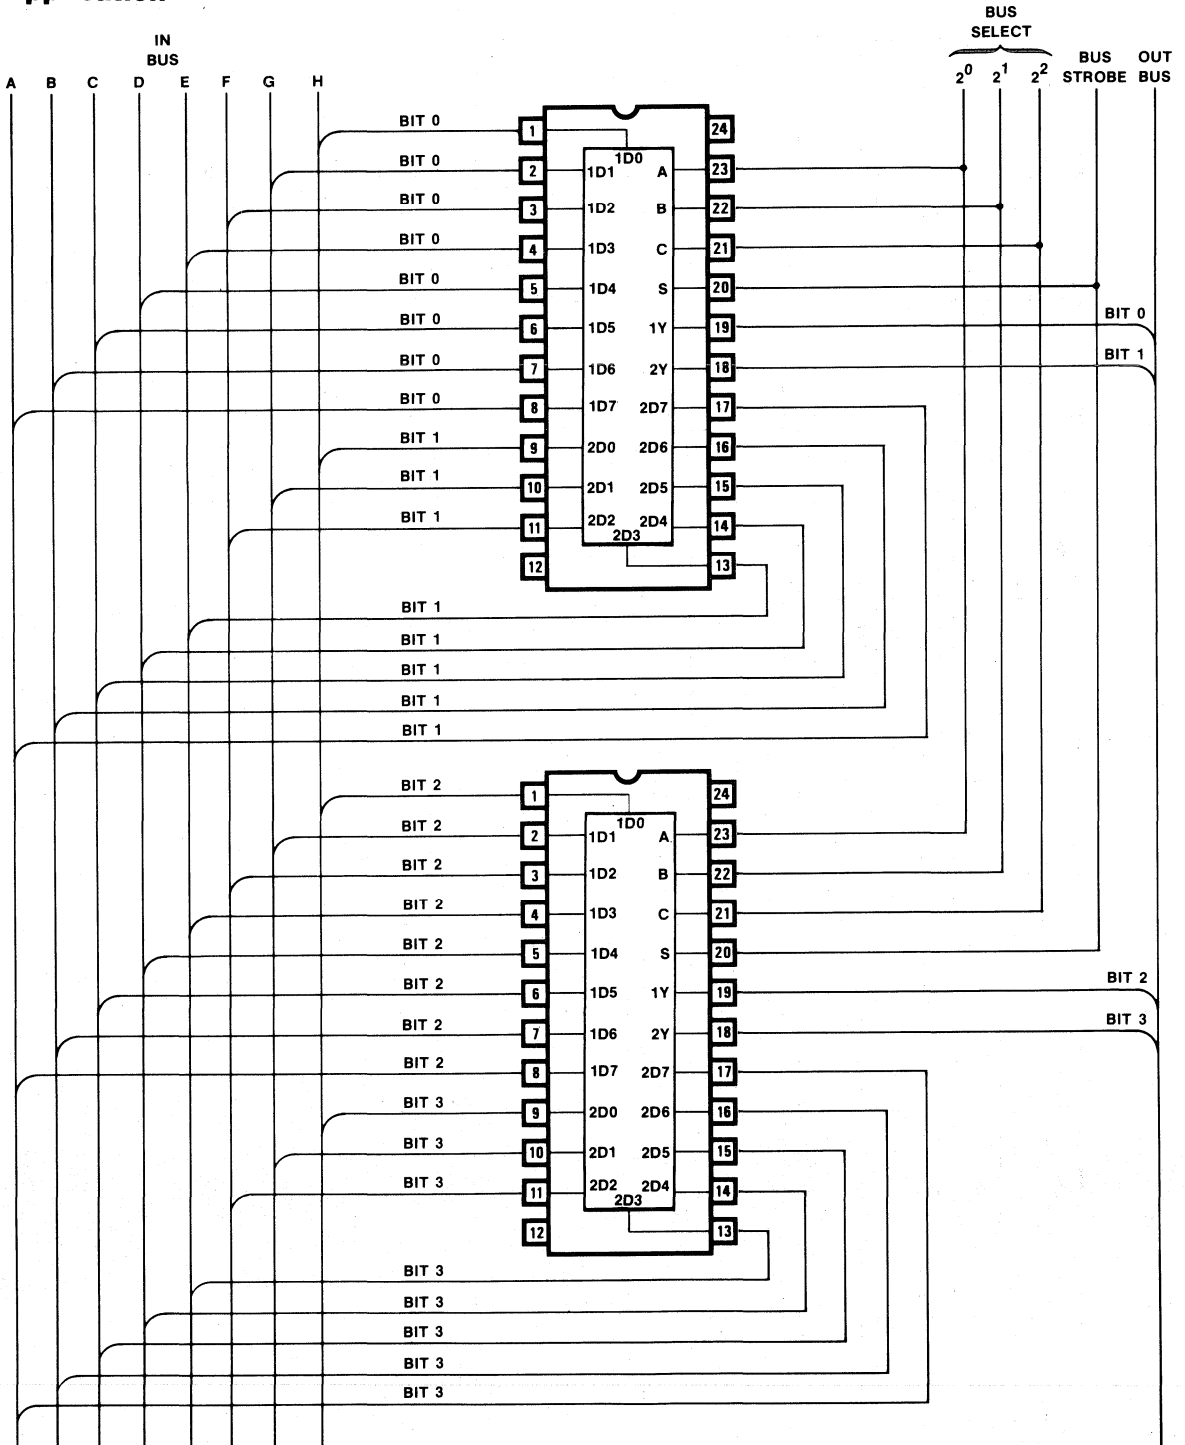 BUS
SELECT
IN
BUS
BUS
STROBE
OUT
BUS
A B C D E F G H
2^0 2^1 2^2
BIT 0 1 1D0 24
BIT 0 2 1D1 A 23
BIT 0 3 1D2 B 22
BIT 0 4 1D3 C 21
BIT 0 5 1D4 S 20
BIT 0 6 1D5 1Y 19 BIT 0
BIT 0 7 1D6 2Y 18 BIT 1
BIT 0 8 1D7 2D7 17
BIT 1 9 2D0 2D6 16
BIT 1 10 2D1 2D5 15
BIT 1 11 2D2 2D4 14
2D3
12 13
BIT 1
BIT 1
BIT 1
BIT 1
BIT 1
BIT 2 1 1D0 24
BIT 2 2 1D1 A 23
BIT 2 3 1D2 B 22
BIT 2 4 1D3 C 21
BIT 2 5 1D4 S 20
BIT 2 6 1D5 1Y 19 BIT 2
BIT 2 7 1D6 2Y 18 BIT 3
BIT 2 8 1D7 2D7 17
BIT 3 9 2D0 2D6 16
BIT 3 10 2D1 2D5 15
BIT 3 11 2D2 2D4 14
2D3
12 13
BIT 3
BIT 3
BIT 3
BIT 3
BIT 3